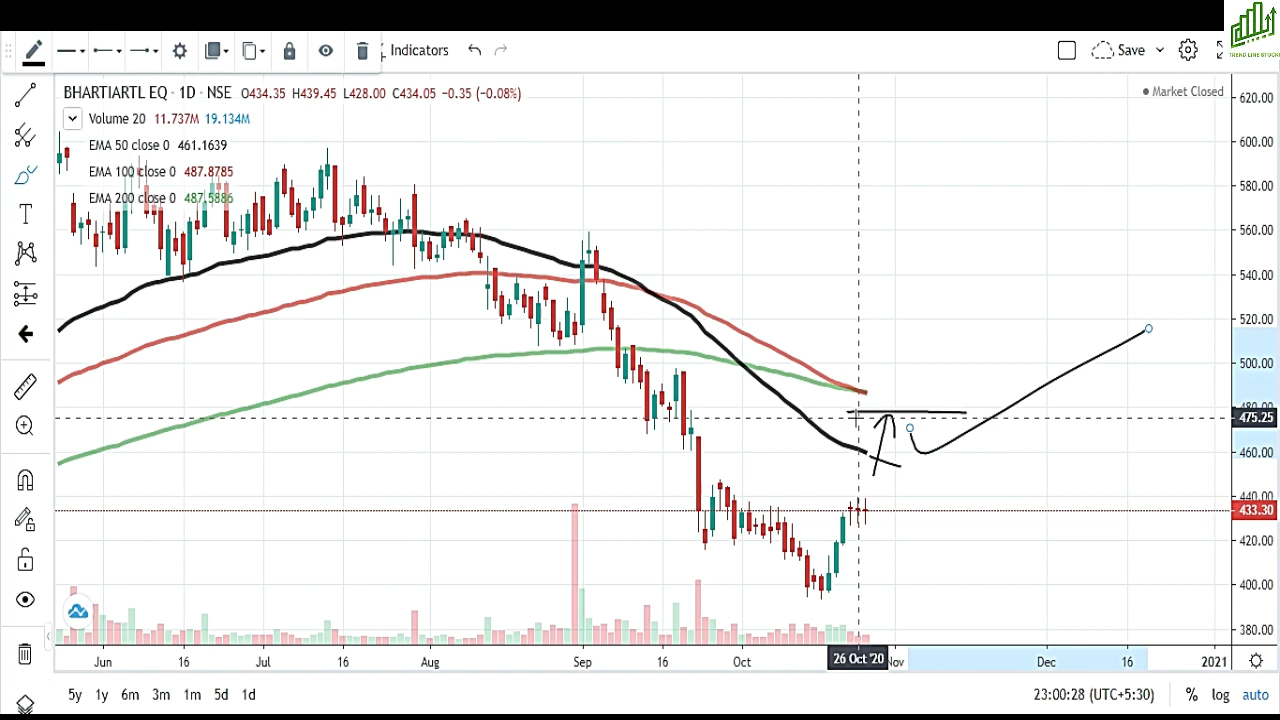 Indicators
Save
TREND LINE STOCK
BHARTIARTL EQ · 1D · NSE O434.35 H439.45 L428.00 C434.05 −0.35 (−0.08%)
Market Closed
Volume 20 11.737M 19.134M
EMA 50 close 0 461.1639
EMA 100 close 0 487.8785
EMA 200 close 0 487.5886
620.00
600.00
580.00
560.00
540.00
520.00
500.00
480.00
475.25
460.00
440.00
433.30
420.00
400.00
380.00
Jun 16 Jul 16 Aug Sep 16 Oct 26 Oct '20 Nov Dec 16 2021
5y 1y 6m 3m 1m 5d 1d
23:00:28 (UTC+5:30) % log auto